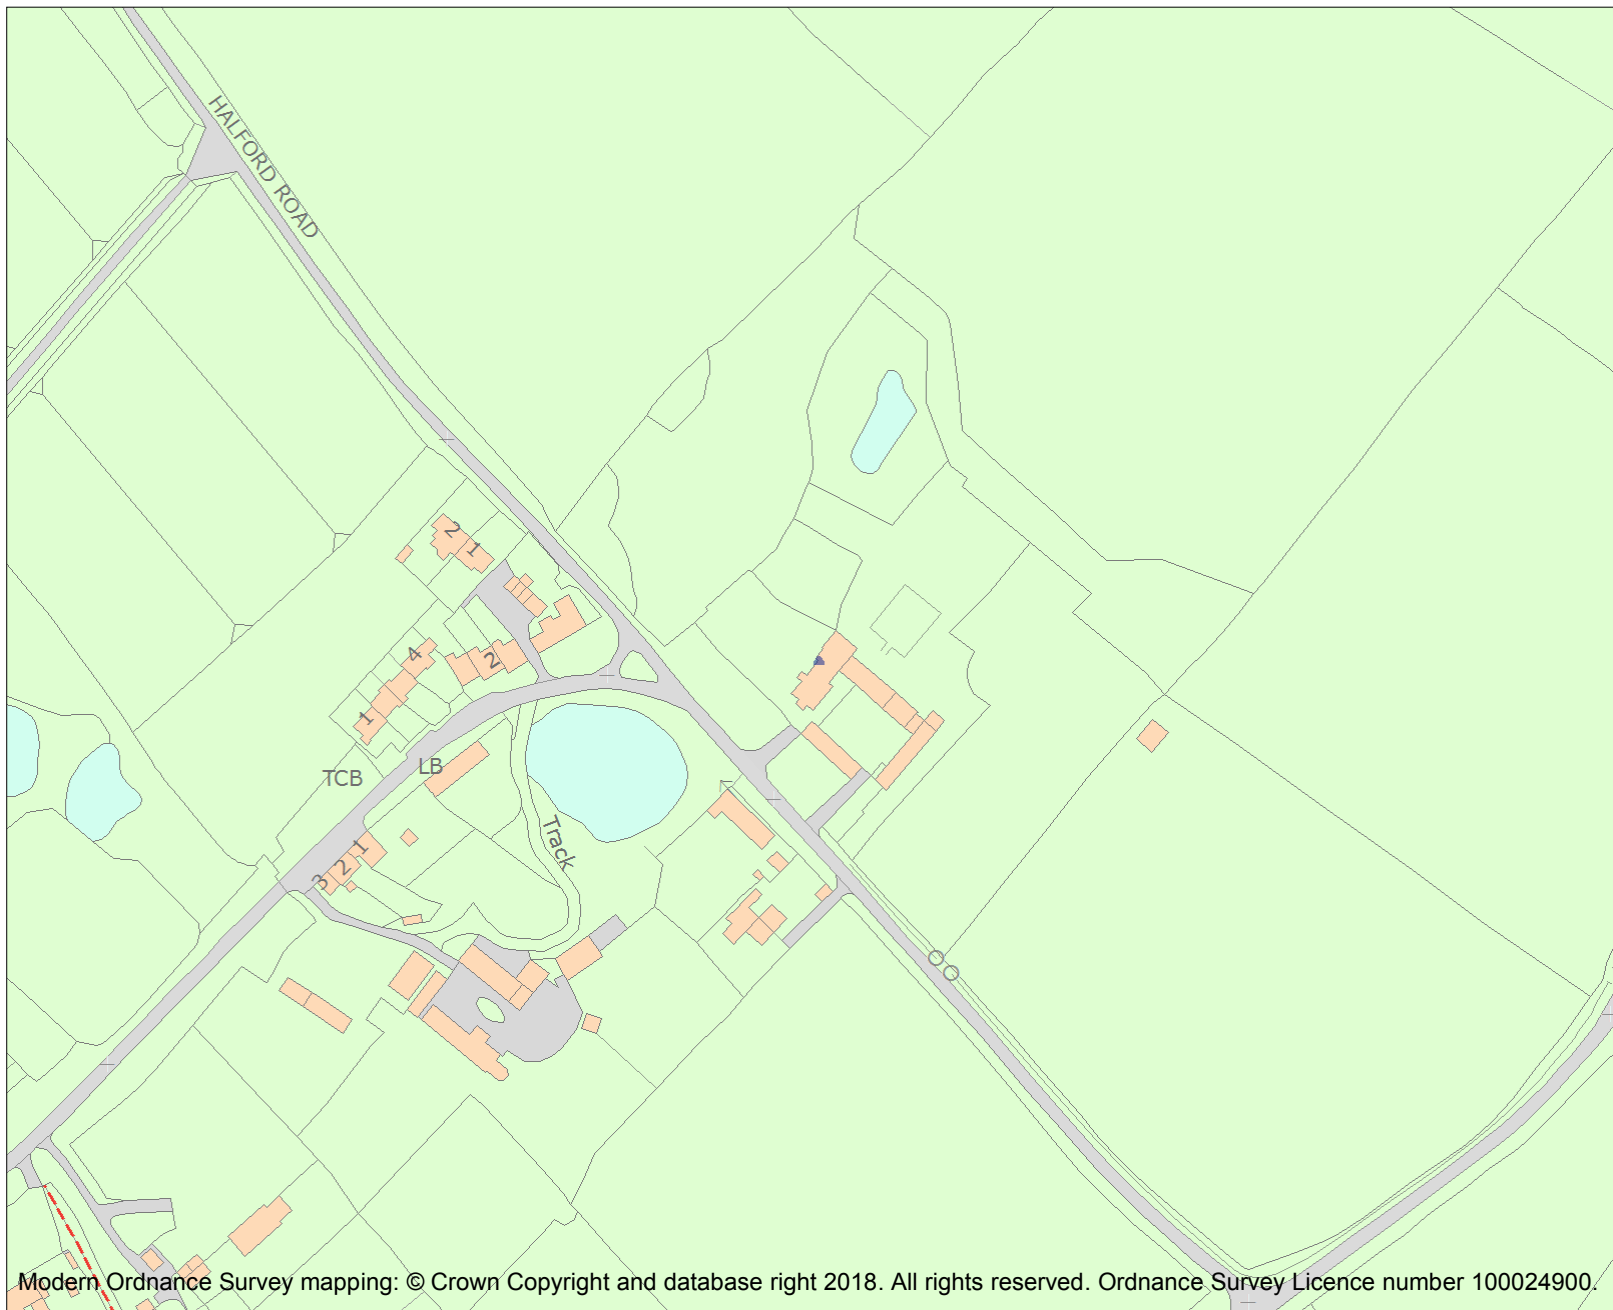 HALFORD ROAD
2
1
4
2
1
TCB
LB
Track
1
2
3
Modern Ordnance Survey mapping: © Crown Copyright and database right 2018. All rights reserved. Ordnance Survey Licence number 100024900.